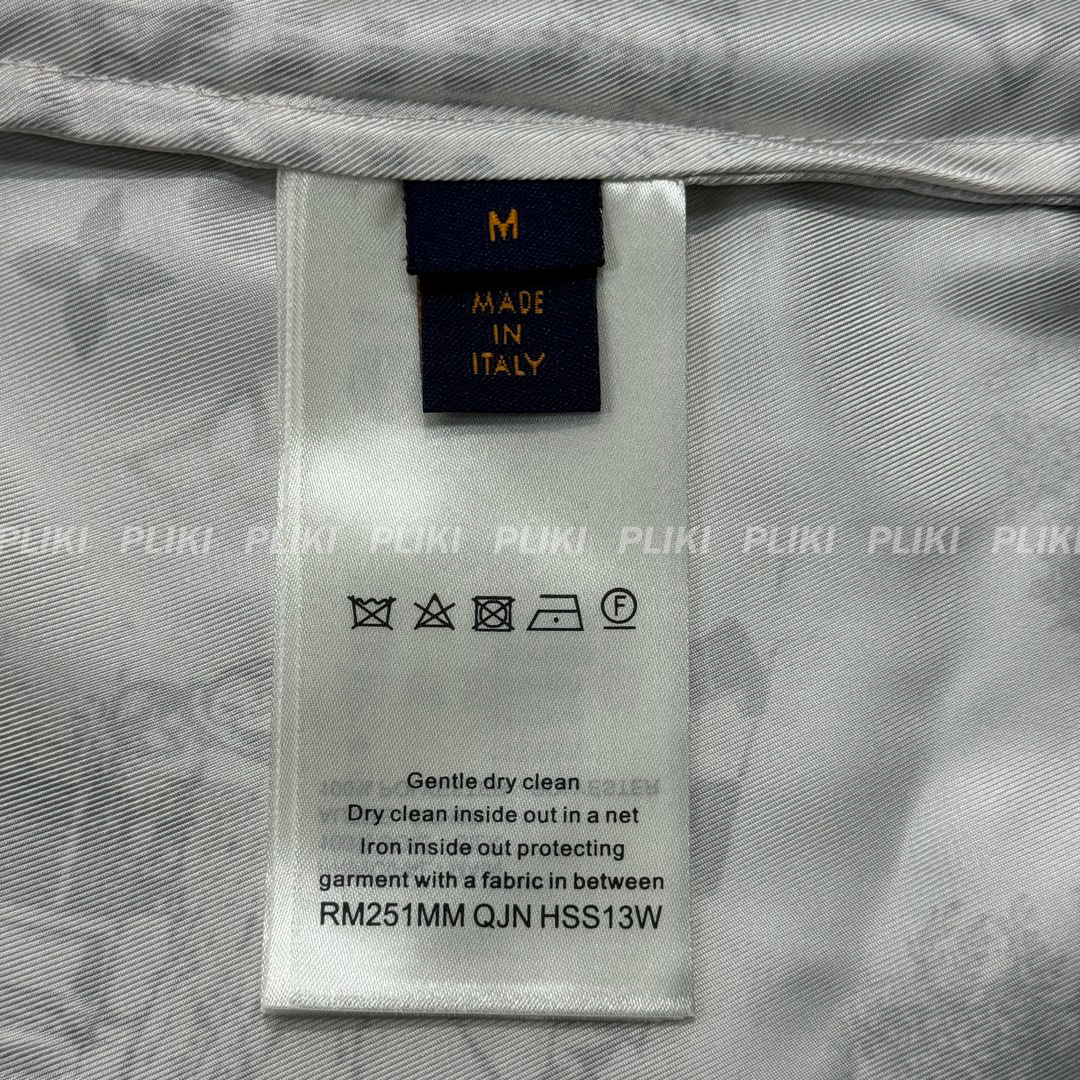 M
MADE
IN
ITALY
PLIKI PLIKI PLIKI PLIKI PLIKI PLIKI PLIKI PLIKI PLIKI
F
Gentle dry clean
Dry clean inside out in a net
Iron inside out protecting
garment with a fabric in between
RM251MM QJN HSS13W